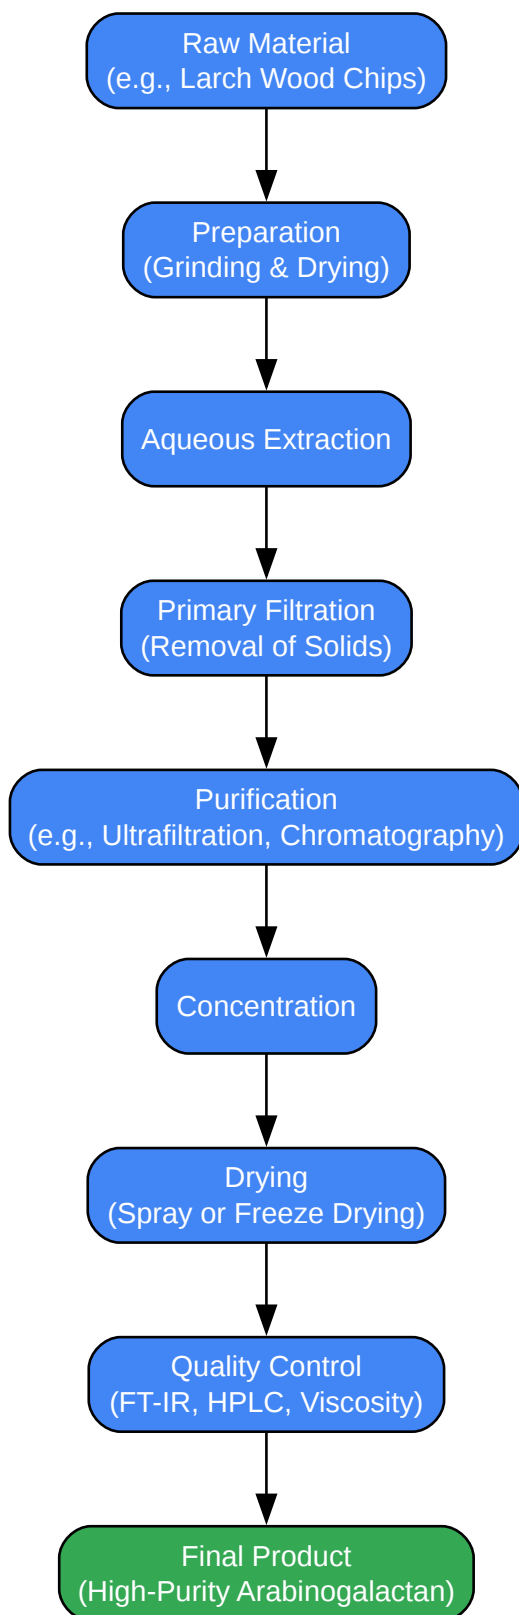 Raw Material
(e.g., Larch Wood Chips)
Preparation
(Grinding & Drying)
Aqueous Extraction
Primary Filtration
(Removal of Solids)
Purification
(e.g., Ultrafiltration, Chromatography)
Concentration
Drying
(Spray or Freeze Drying)
Quality Control
(FT-IR, HPLC, Viscosity)
Final Product
(High-Purity Arabinogalactan)